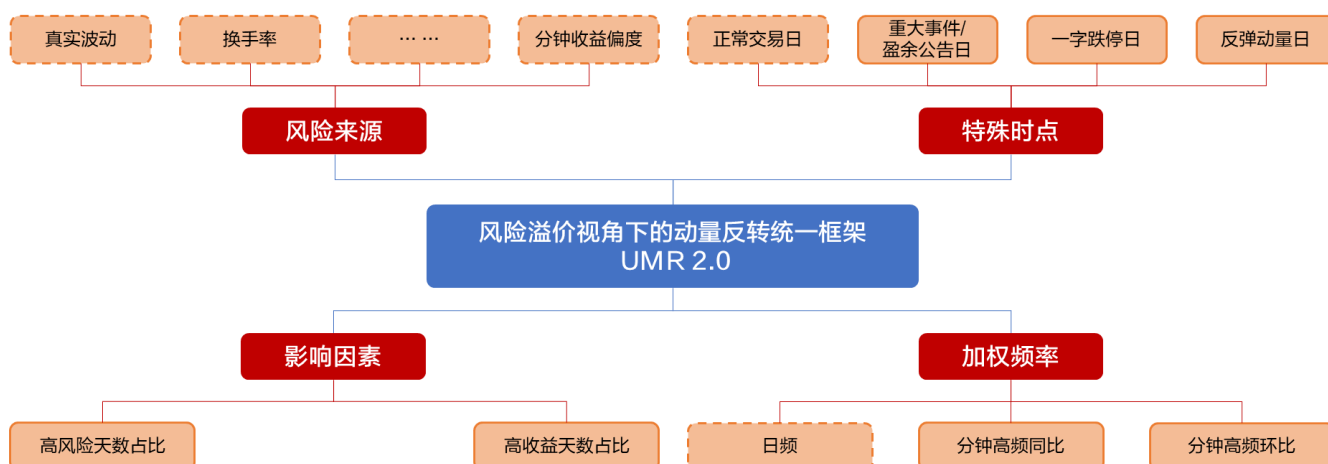 真实波动
换手率
… …
分钟收益偏度
正常交易日
重大事件/
盈余公告日
一字跌停日
反弹动量日
风险来源
特殊时点
风险溢价视角下的动量反转统一框架
UMR 2.0
影响因素
加权频率
高风险天数占比
高收益天数占比
日频
分钟高频同比
分钟高频环比